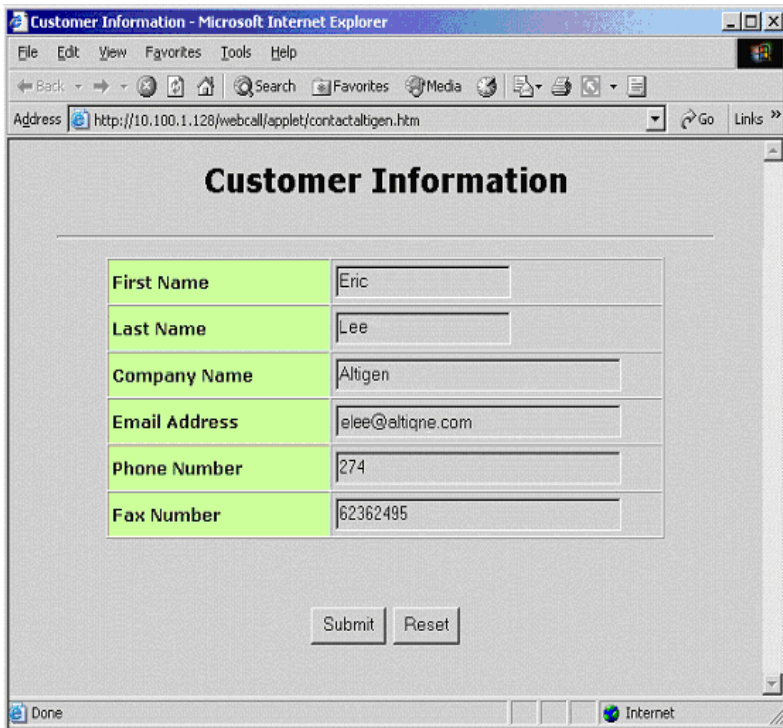 Customer Information - Microsoft Internet Explorer
File Edit View Favorites Tools Help
Back Search Favorites Media
Address http://10.100.1.128/webcall/applet/contactaltigen.htm Go Links »
Customer Information
First Name Eric
Last Name Lee
Company Name Altigen
Email Address elee@altiqne.com
Phone Number 274
Fax Number 62362495
Submit Reset
Done Internet